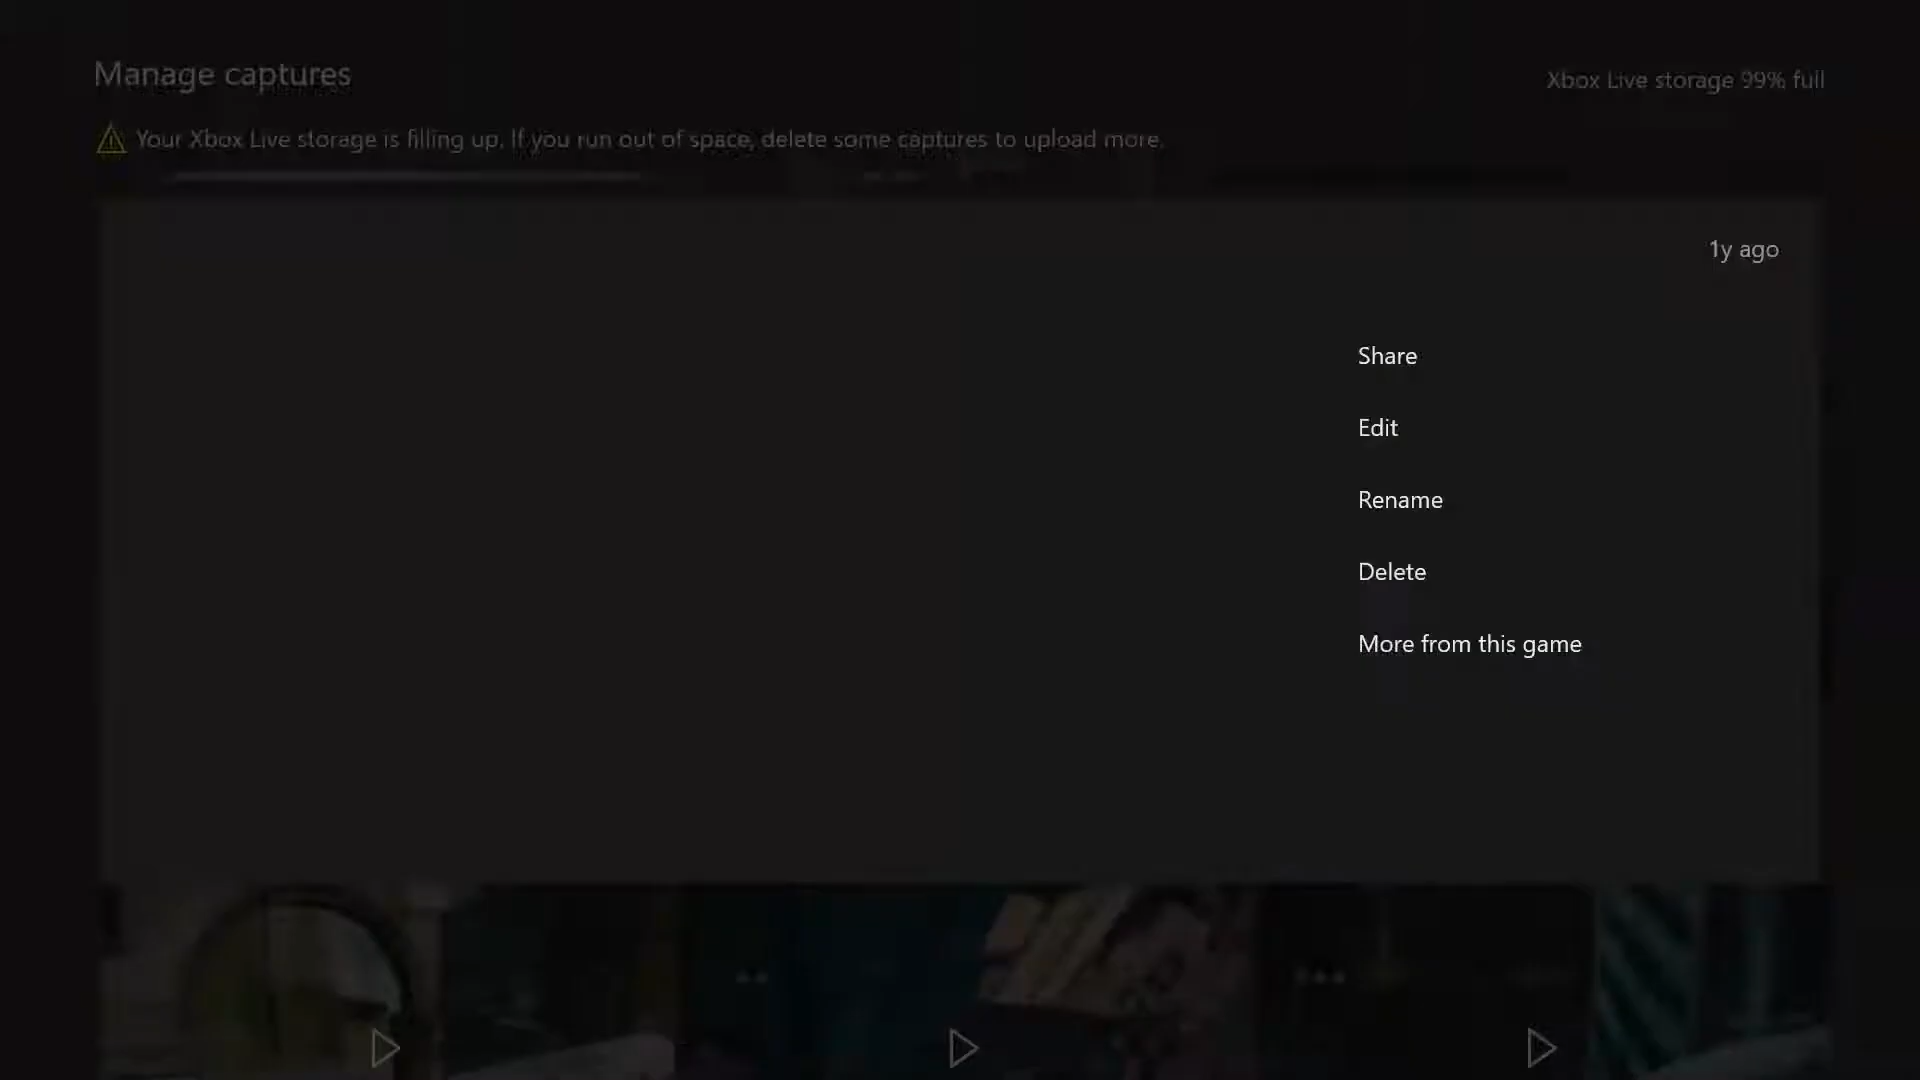 Manage captures
Xbox Live storage 99% full
Your Xbox Live storage is filling up. If you run out of space, delete some captures to upload more.
1y ago
Share
Edit
Rename
Delete
More from this game